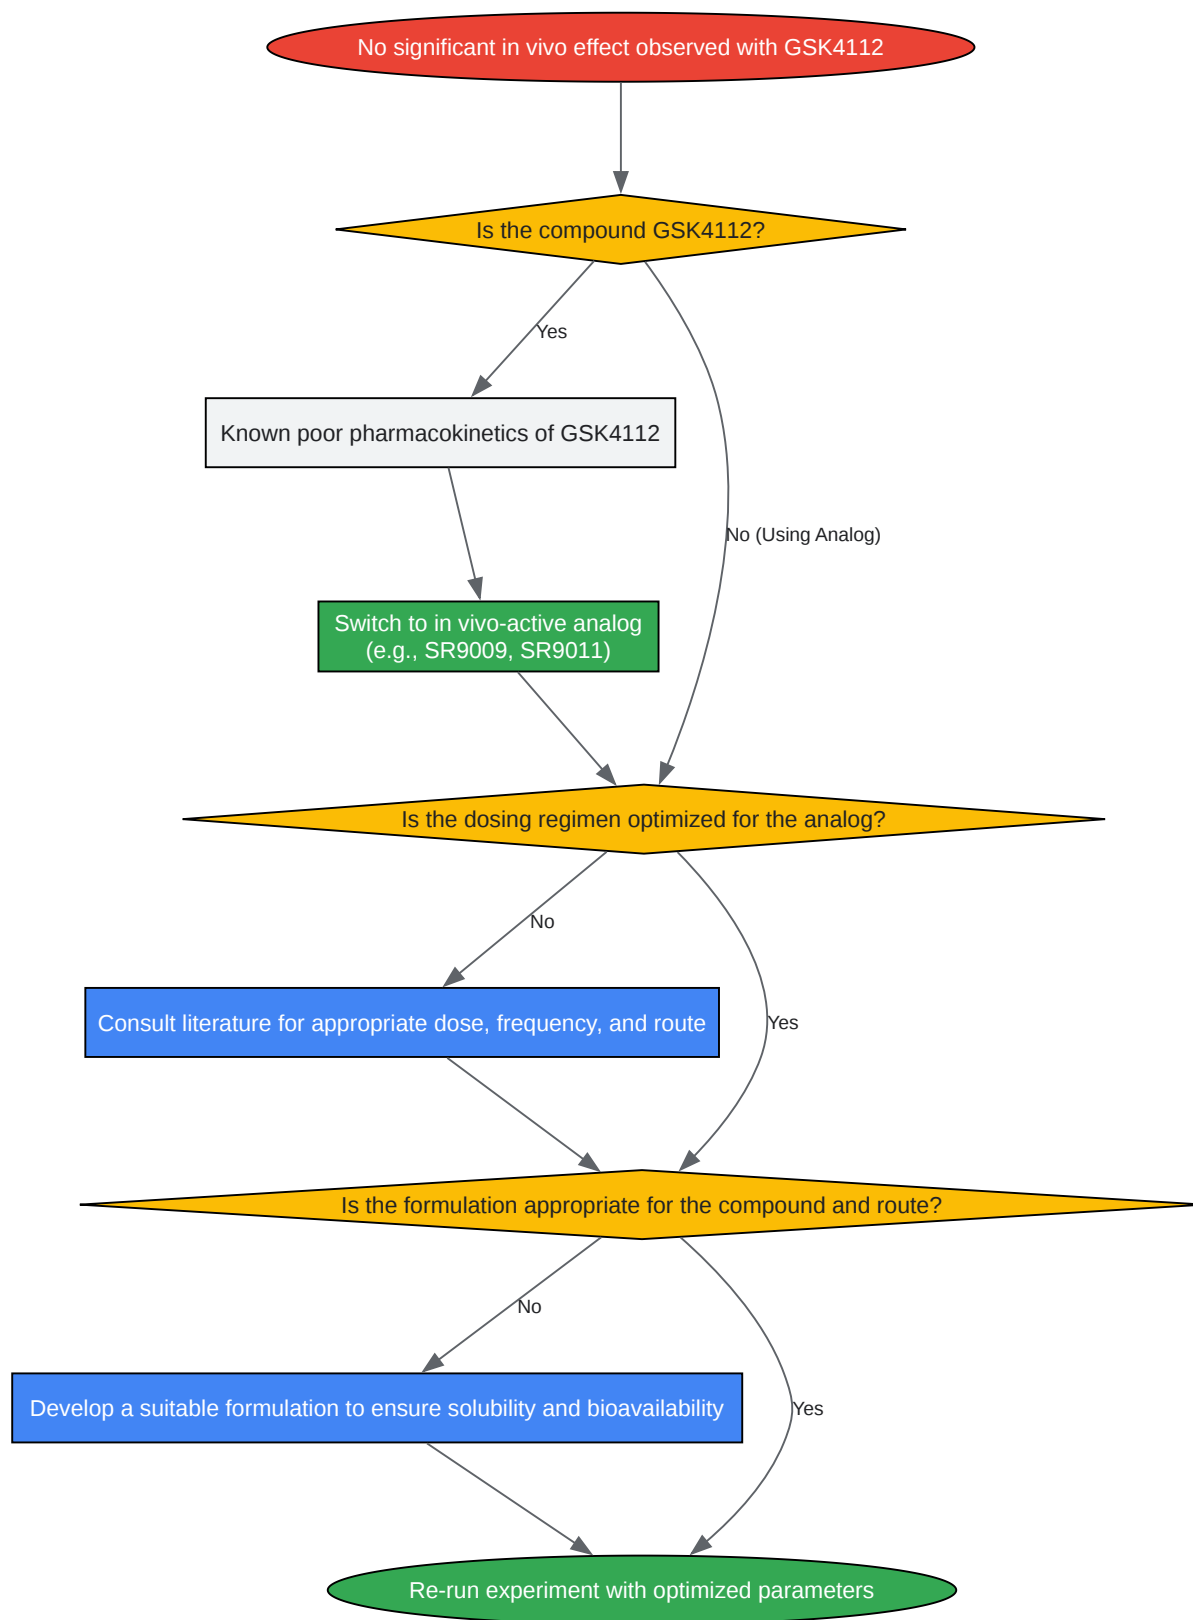 No significant in vivo effect observed with GSK4112
Is the compound GSK4112?
Yes
Known poor pharmacokinetics of GSK4112
No (Using Analog)
Switch to in vivo-active analog
(e.g., SR9009, SR9011)
Is the dosing regimen optimized for the analog?
No
Consult literature for appropriate dose, frequency, and route
Yes
Is the formulation appropriate for the compound and route?
No
Develop a suitable formulation to ensure solubility and bioavailability
Yes
Re-run experiment with optimized parameters